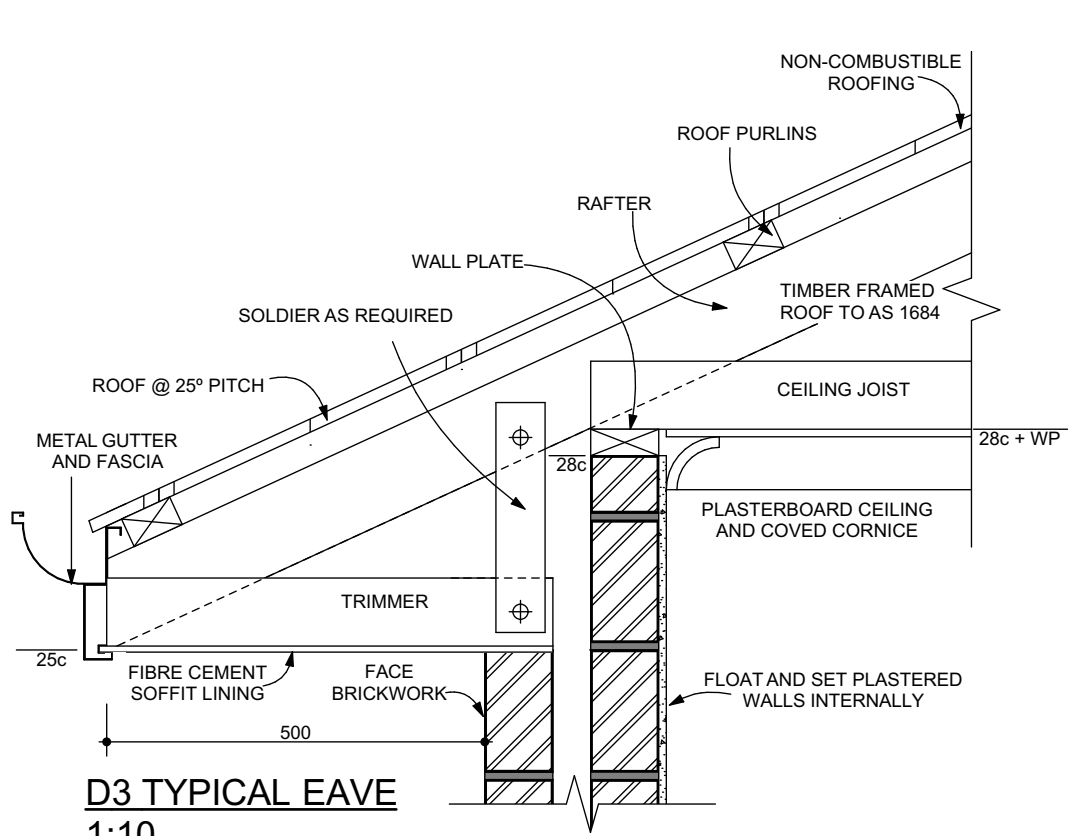 NON-COMBUSTIBLE
ROOFING
ROOF PURLINS
RAFTER
WALL PLATE
TIMBER FRAMED
ROOF TO AS 1684
SOLDIER AS REQUIRED
ROOF @ 25º PITCH
CEILING JOIST
METAL GUTTER
AND FASCIA
28c + WP
28c
PLASTERBOARD CEILING
AND COVED CORNICE
TRIMMER
25c
FIBRE CEMENT
SOFFIT LINING
FACE
BRICKWORK
FLOAT AND SET PLASTERED
WALLS INTERNALLY
500
D3 TYPICAL EAVE
1:10